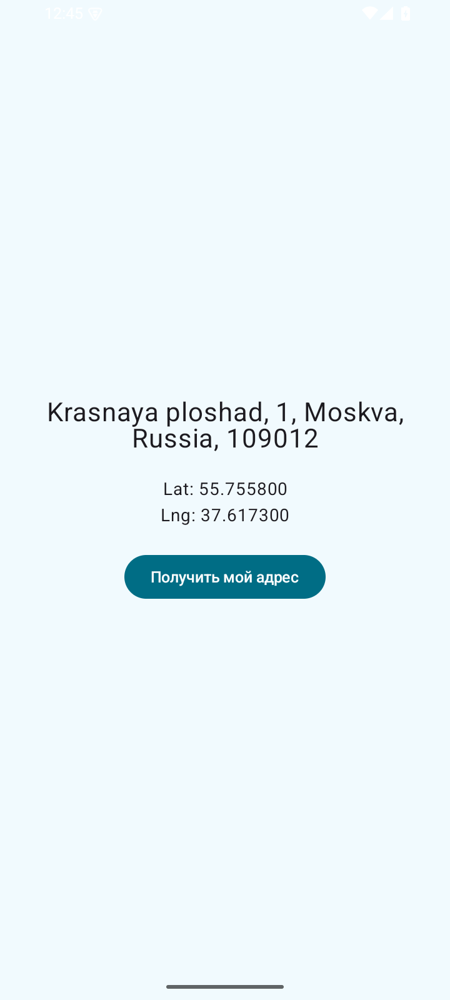 12:45
Krasnaya ploshad, 1, Moskva,
Russia, 109012
Lat: 55.755800
Lng: 37.617300
Получить мой адрес